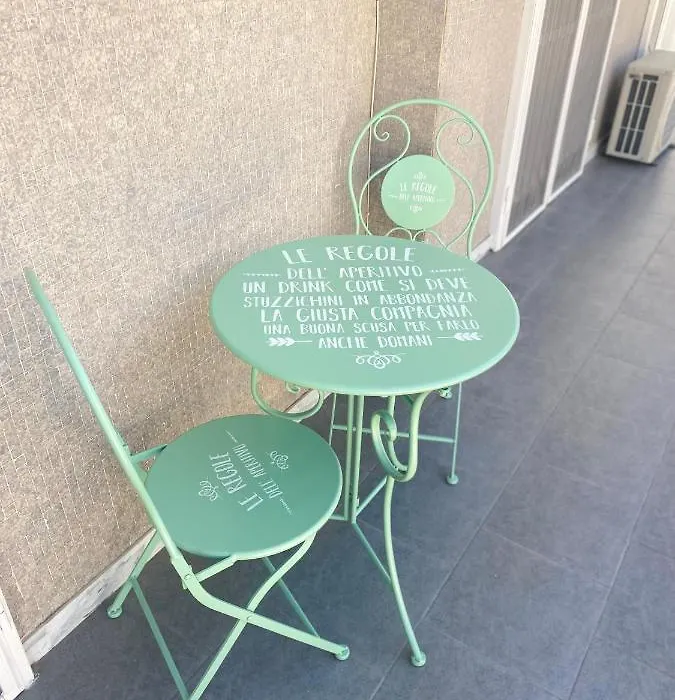 LE REGOLE
DELL' APERITIVO
UN DRINK COME SI DEVE
STUZZICHINI IN ABBONDANZA
LA GIUSTA COMPAGNIA
UNA BUONA SCUSA PER FARLO
ANCHE DOMANI
LE REGOLE
DELL' APERITIVO
LE REGOLE
DELL' APERITIVO